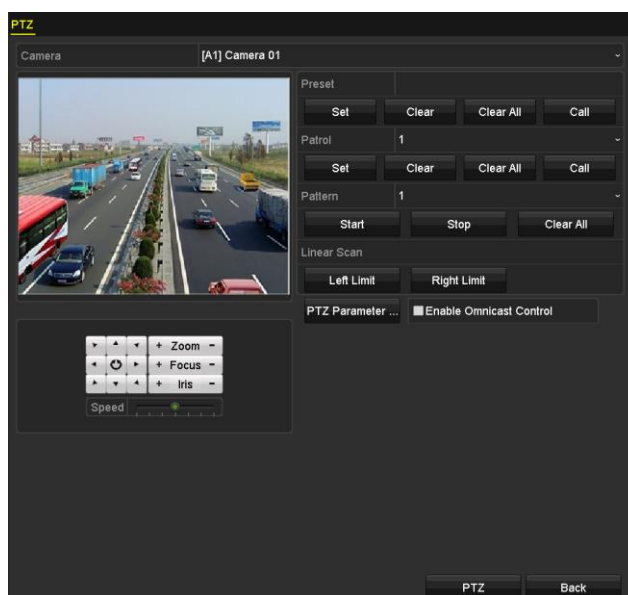 PTZ
Camera [A1] Camera 01
Preset
Set Clear Clear All Call
Patrol 1
Set Clear Clear All Call
Pattern 1
Start Stop Clear All
Linear Scan
Left Limit Right Limit
PTZ Parameter ... Enable Omnicast Control
+ Zoom -
+ Focus -
+ Iris -
Speed
PTZ Back